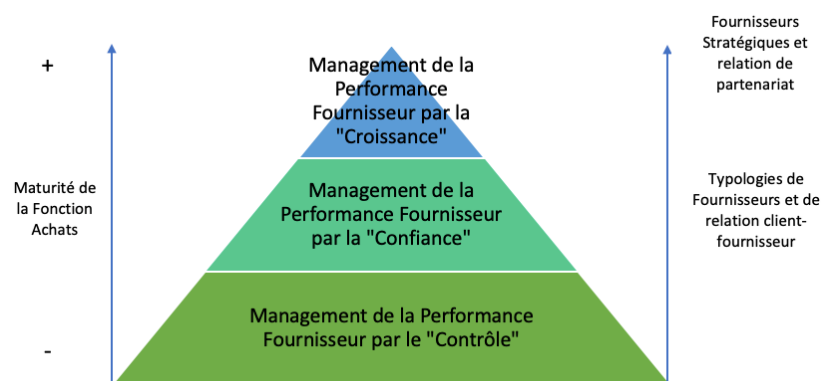 +
Maturité de
la Fonction
Achats
-
Management de la
Performance
Fournisseur par la
"Croissance"
Management de la
Performance Fournisseur
par la "Confiance"
Management de la Performance
Fournisseur par le "Contrôle"
Fournisseurs
Stratégiques et
relation de
partenariat
Typologies de
Fournisseurs et de
relation client-
fournisseur